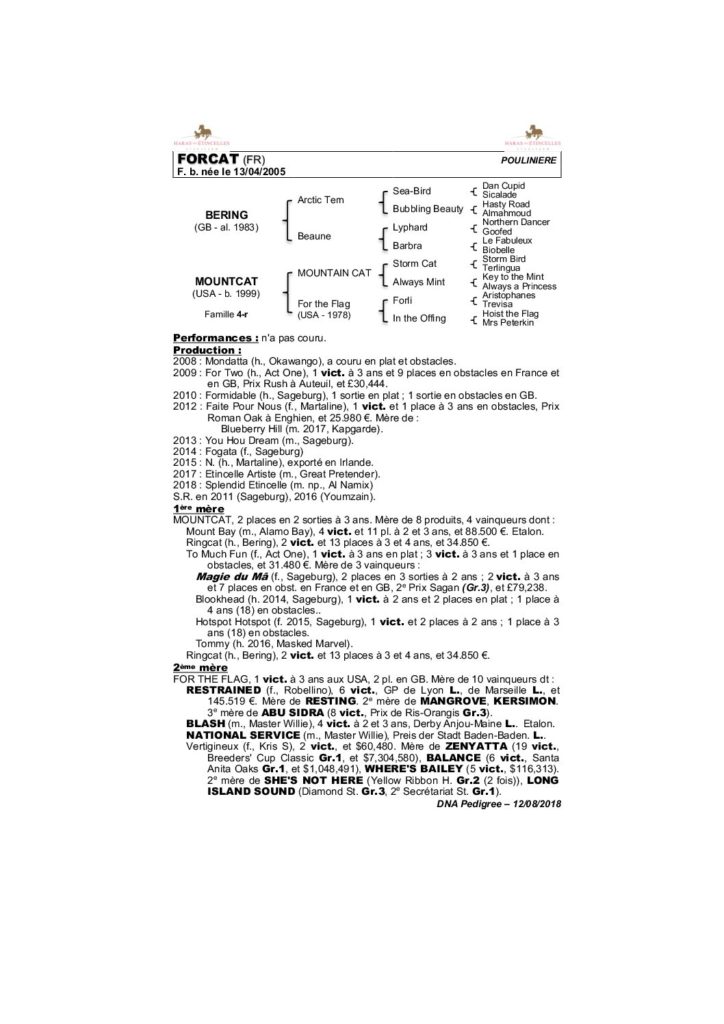 HARAS DES ETINCELLES
HARAS DES ETINCELLES
FORCAT (FR) POULINIERE
F. b. née le 13/04/2005
Dan Cupid
Sea-Bird
Sicalade
Arctic Tern
Hasty Road
Bubbling Beauty
Almahmoud
BERING
Northern Dancer
(GB - al. 1983)
Lyphard
Goofed
Beaune
Le Fabuleux
Barbra
Biobelle
Storm Bird
Storm Cat
Terlingua
MOUNTCAT
MOUNTAIN CAT
Key to the Mint
(USA - b. 1999)
Always Mint
Always a Princess
Aristophanes
For the Flag
Forli
Trevisa
Famille 4-r
(USA - 1978)
Hoist the Flag
In the Offing
Mrs Peterkin
Performances : n'a pas couru.
Production :
2008 : Mondatta (h., Okawango), a couru en plat et obstacles.
2009 : For Two (h., Act One), 1 vict. à 3 ans et 9 places en obstacles en France et
en GB, Prix Rush à Auteuil, et £30,444.
2010 : Formidable (h., Sageburg), 1 sortie en plat ; 1 sortie en obstacles en GB.
2012 : Faite Pour Nous (f., Martaline), 1 vict. et 1 place à 3 ans en obstacles, Prix
Roman Oak à Enghien, et 25.980 €. Mère de :
Blueberry Hill (m. 2017, Kapgarde).
2013 : You Hou Dream (m., Sageburg).
2014 : Fogata (f., Sageburg)
2015 : N. (h., Martaline), exporté en Irlande.
2017 : Etincelle Artiste (m., Great Pretender).
2018 : Splendid Etincelle (m. np., Al Namix)
S.R. en 2011 (Sageburg), 2016 (Youmzain).
1ère mère
MOUNTCAT, 2 places en 2 sorties à 3 ans. Mère de 8 produits, 4 vainqueurs dont :
Mount Bay (m., Alamo Bay), 4 vict. et 11 pl. à 2 et 3 ans, et 88.500 €. Etalon.
Ringcat (h., Bering), 2 vict. et 13 places à 3 et 4 ans, et 34.850 €.
To Much Fun (f., Act One), 1 vict. à 3 ans en plat ; 3 vict. à 3 ans et 1 place en
obstacles, et 31.480 €. Mère de 3 vainqueurs :
Magie du Mâ (f., Sageburg), 2 places en 3 sorties à 2 ans ; 2 vict. à 3 ans
et 7 places en obst. en France et en GB, 2e Prix Sagan (Gr.3), et £79,238.
Blookhead (h. 2014, Sageburg), 1 vict. à 2 ans et 2 places en plat ; 1 place à
4 ans (18) en obstacles..
Hotspot Hotspot (f. 2015, Sageburg), 1 vict. et 2 places à 2 ans ; 1 place à 3
ans (18) en obstacles.
Tommy (h. 2016, Masked Marvel).
Ringcat (h., Bering), 2 vict. et 13 places à 3 et 4 ans, et 34.850 €.
2ème mère
FOR THE FLAG, 1 vict. à 3 ans aux USA, 2 pl. en GB. Mère de 10 vainqueurs dt :
RESTRAINED (f., Robellino), 6 vict., GP de Lyon L., de Marseille L., et
145.519 €. Mère de RESTING. 2e mère de MANGROVE, KERSIMON.
3e mère de ABU SIDRA (8 vict., Prix de Ris-Orangis Gr.3).
BLASH (m., Master Willie), 4 vict. à 2 et 3 ans, Derby Anjou-Maine L.. Etalon.
NATIONAL SERVICE (m., Master Willie), Preis der Stadt Baden-Baden. L..
Vertigineux (f., Kris S), 2 vict., et $60,480. Mère de ZENYATTA (19 vict.,
Breeders' Cup Classic Gr.1, et $7,304,580), BALANCE (6 vict., Santa
Anita Oaks Gr.1, et $1,048,491), WHERE'S BAILEY (5 vict., $116,313).
2e mère de SHE'S NOT HERE (Yellow Ribbon H. Gr.2 (2 fois)), LONG
ISLAND SOUND (Diamond St. Gr.3, 2e Secrétariat St. Gr.1).
DNA Pedigree – 12/08/2018